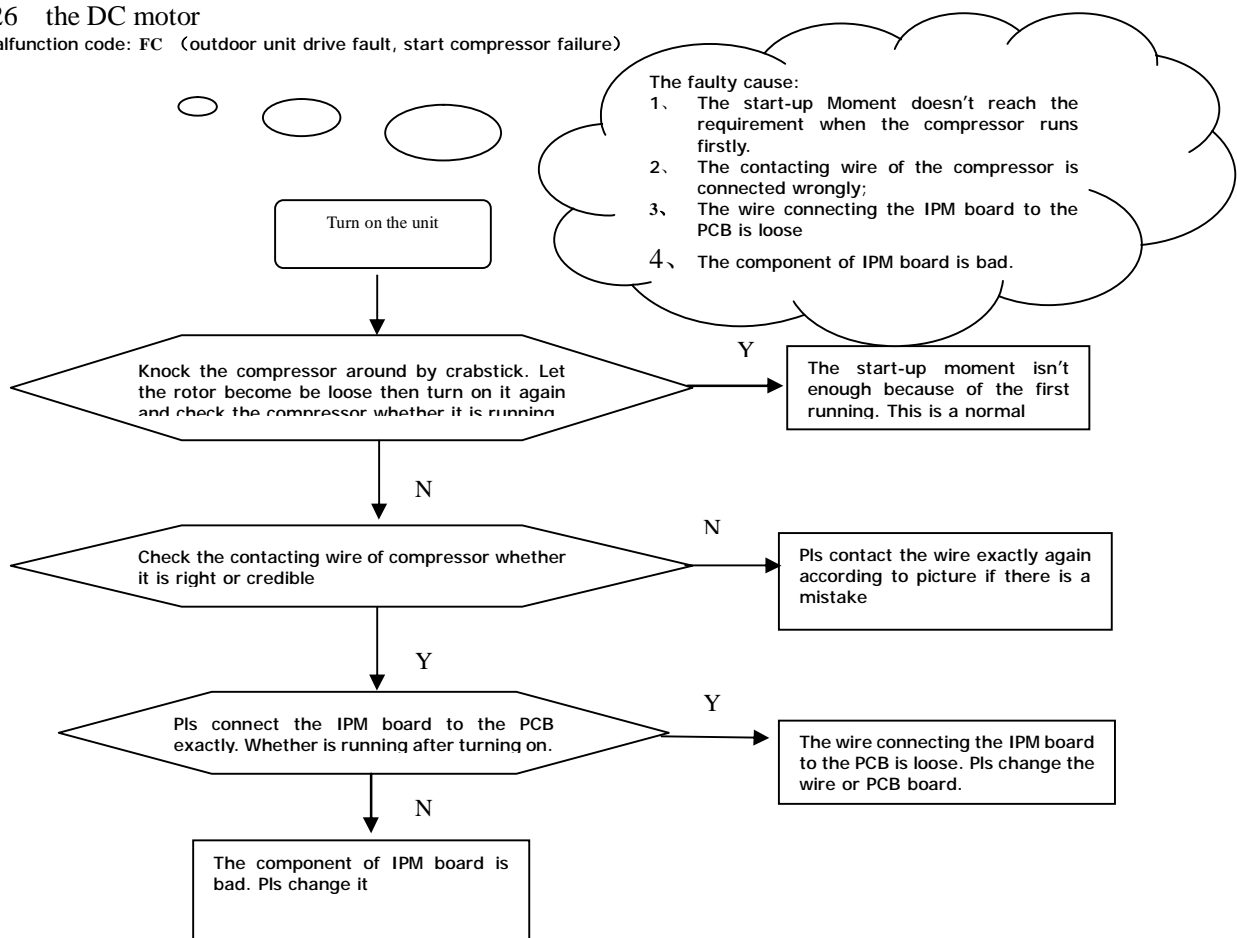 26 the DC motor
alfunction code: FC （outdoor unit drive fault, start compressor failure）
The faulty cause:
1、 The start-up Moment doesn't reach the
requirement when the compressor runs
firstly.
2、 The contacting wire of the compressor is
connected wrongly;
3、 The wire connecting the IPM board to the
PCB is loose
4、 The component of IPM board is bad.
Turn on the unit
Knock the compressor around by crabstick. Let
the rotor become be loose then turn on it again
and check the compressor whether it is running
Y
The start-up moment isn't
enough because of the first
running. This is a normal
N
Check the contacting wire of compressor whether
it is right or credible
N
Pls contact the wire exactly again
according to picture if there is a
mistake
Y
Pls connect the IPM board to the PCB
exactly. Whether is running after turning on.
Y
The wire connecting the IPM board
to the PCB is loose. Pls change the
wire or PCB board.
N
The component of IPM board is
bad. Pls change it